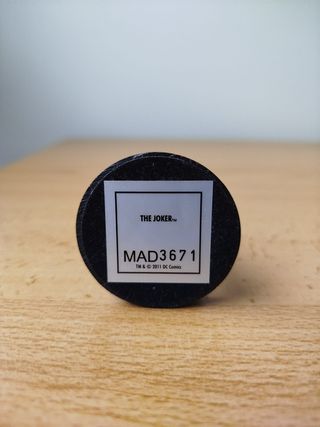 THE JOKER™
MAD3671
TM & © 2011 DC Comics